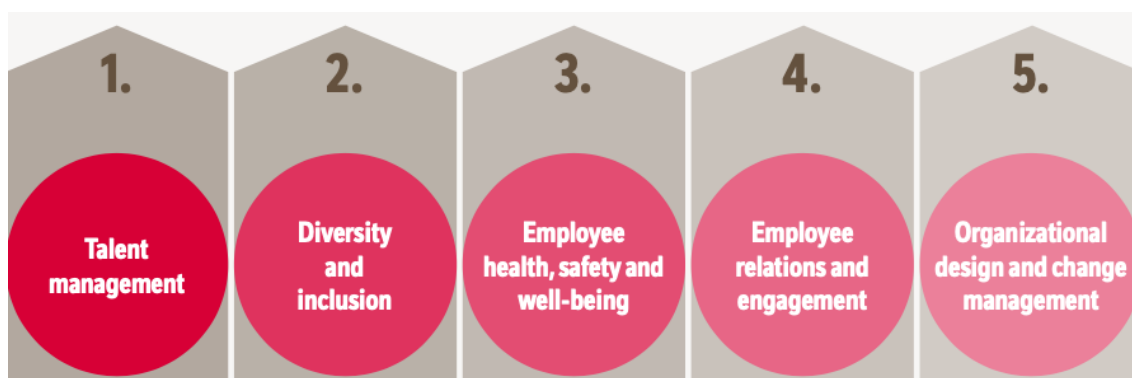 1.
Talent
management
2.
Diversity
and
inclusion
3.
Employee
health, safety and
well-being
4.
Employee
relations and
engagement
5.
Organizational
design and change
management